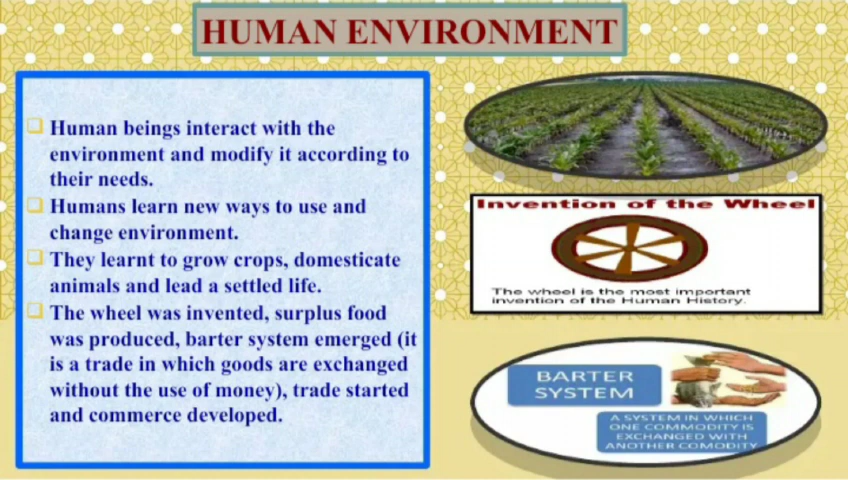 HUMAN ENVIRONMENT
Human beings interact with the
environment and modify it according to
their needs.
Humans learn new ways to use and
change environment.
They learnt to grow crops, domesticate
animals and lead a settled life.
The wheel was invented, surplus food
was produced, barter system emerged (it
is a trade in which goods are exchanged
without the use of money), trade started
and commerce developed.
Invention of the Wheel
The wheel is the most important
invention of the Human History.
BARTER
SYSTEM
A SYSTEM IN WHICH
ONE COMMODITY IS
EXCHANGED WITH
ANOTHER COMODITY